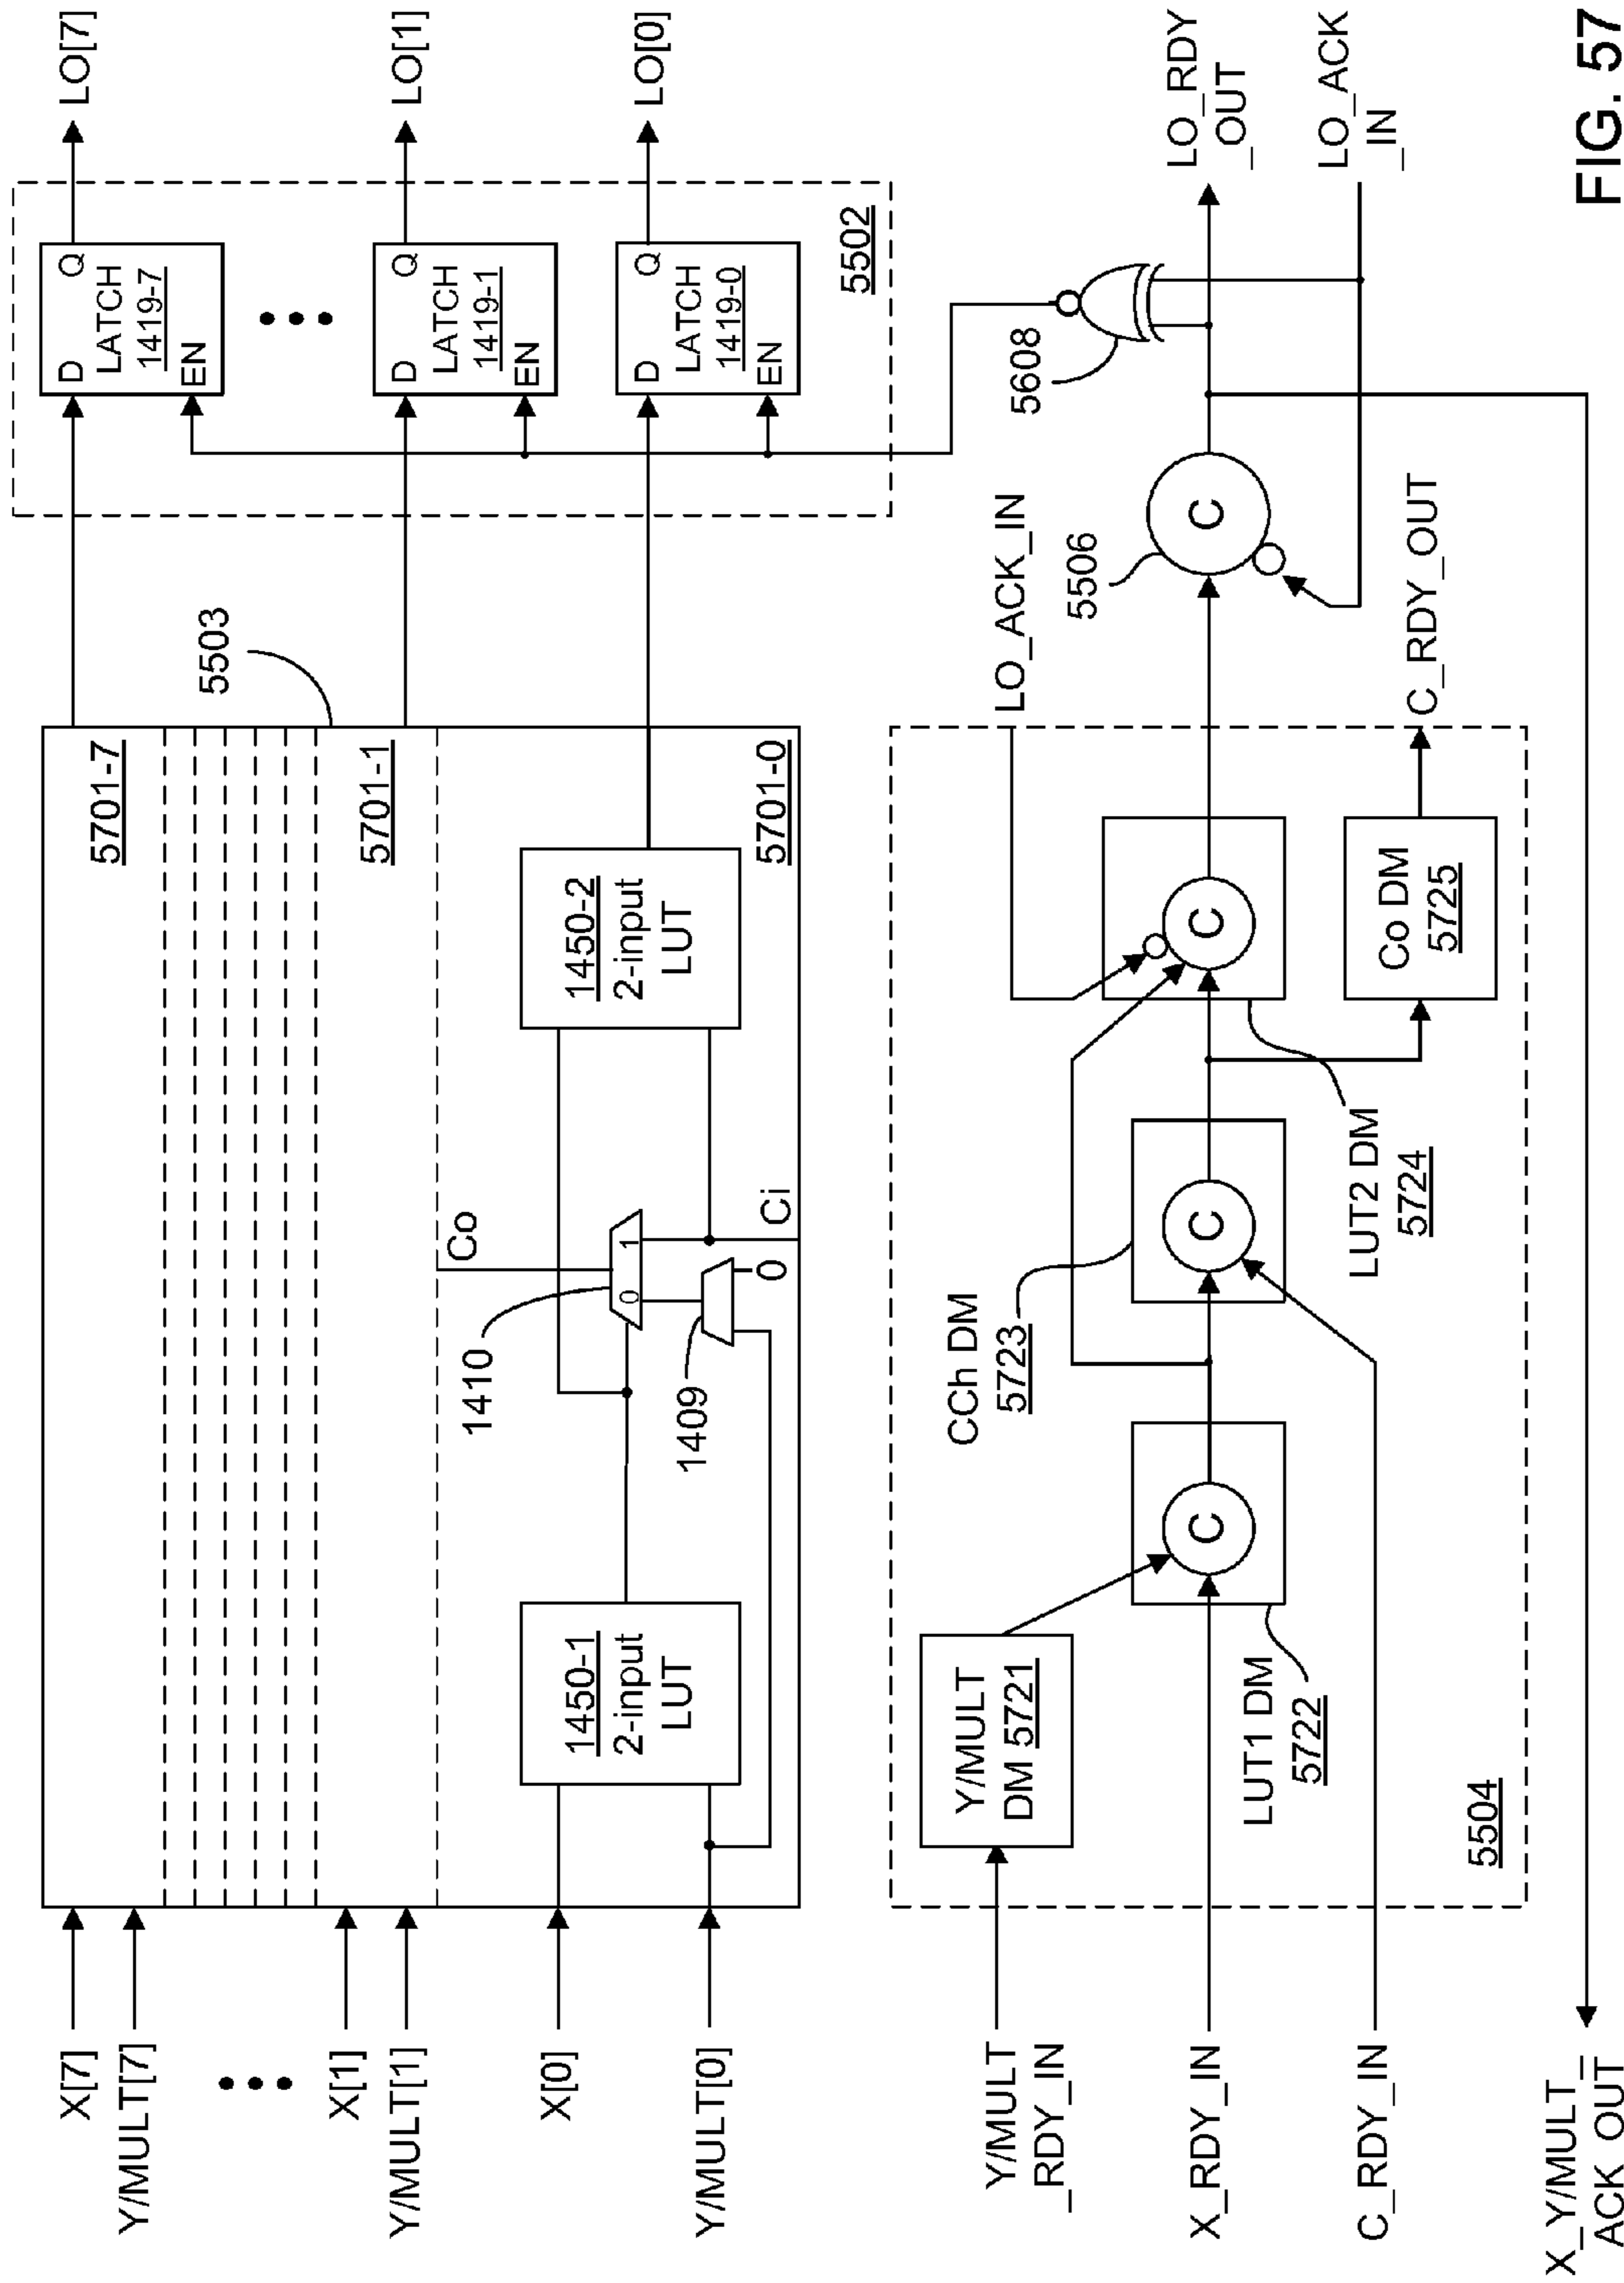 X[7]
Y/MULT[7]
X[1]
Y/MULT[1]
X[0]
Y/MULT[0]
1450-1
2-input
LUT
1410
1409
Co
0
1
0
Ci
1450-2
2-input
LUT
5701-7
5701-1
5701-0
5503
D Q
LATCH
1419-7
EN
D Q
LATCH
1419-1
EN
D Q
LATCH
1419-0
EN
5502
LO[7]
LO[1]
LO[0]
Y/MULT
_RDY_IN
X_RDY_IN
C_RDY_IN
X_Y/MULT_
ACK_OUT
Y/MULT
DM 5721
LUT1 DM
5722
C
CCh DM
5723
C
LUT2 DM
5724
C
Co DM
5725
5504
LO_ACK_IN
C_RDY_OUT
5506
C
5608
LO_RDY
_OUT
LO_ACK
_IN
FIG. 57